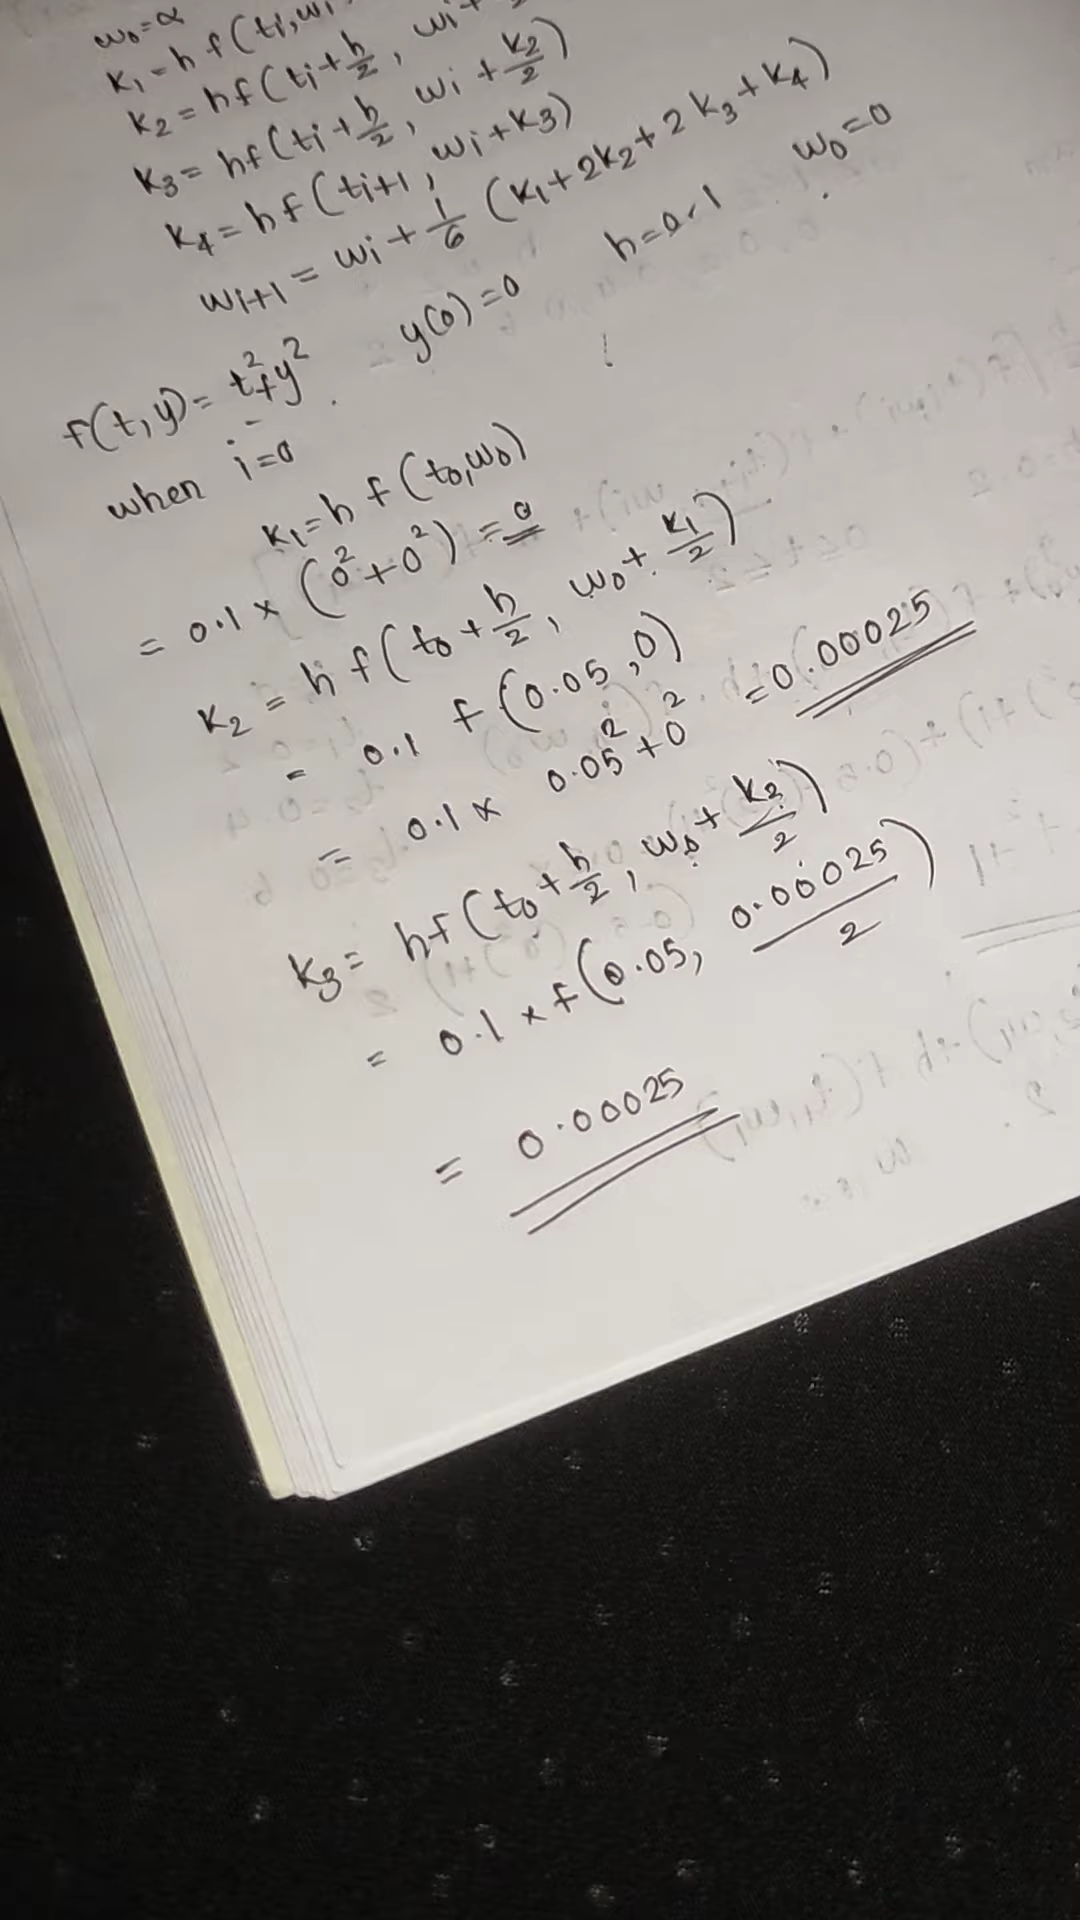 w₀=α
k₁=hf(ti,wi
k₂=hf(ti+h/2, wi+
k₃=hf(ti+h/2, wi+k₂/2)
k₄=hf(ti+1, wi+k3)
wi+1 = wi+1/6 (k₁+2k₂+2k₃+k₄)
f(t,y)= t²+y² y(0)=0 h=0.1 w₀=0
when i=0
k₁=hf(t₀,w₀)
= 0.1 x (0²+0²) = 0
k₂ = hf(t₀+h/2, w₀+k₁/2)
= 0.1 f(0.05,0)
= 0.1 x 0.05²+0² =0.00025
k₃= hf(t₀+h/2, w₀+k₂/2)
= 0.1 x f(0.05, 0.00025/2)
= 0.00025